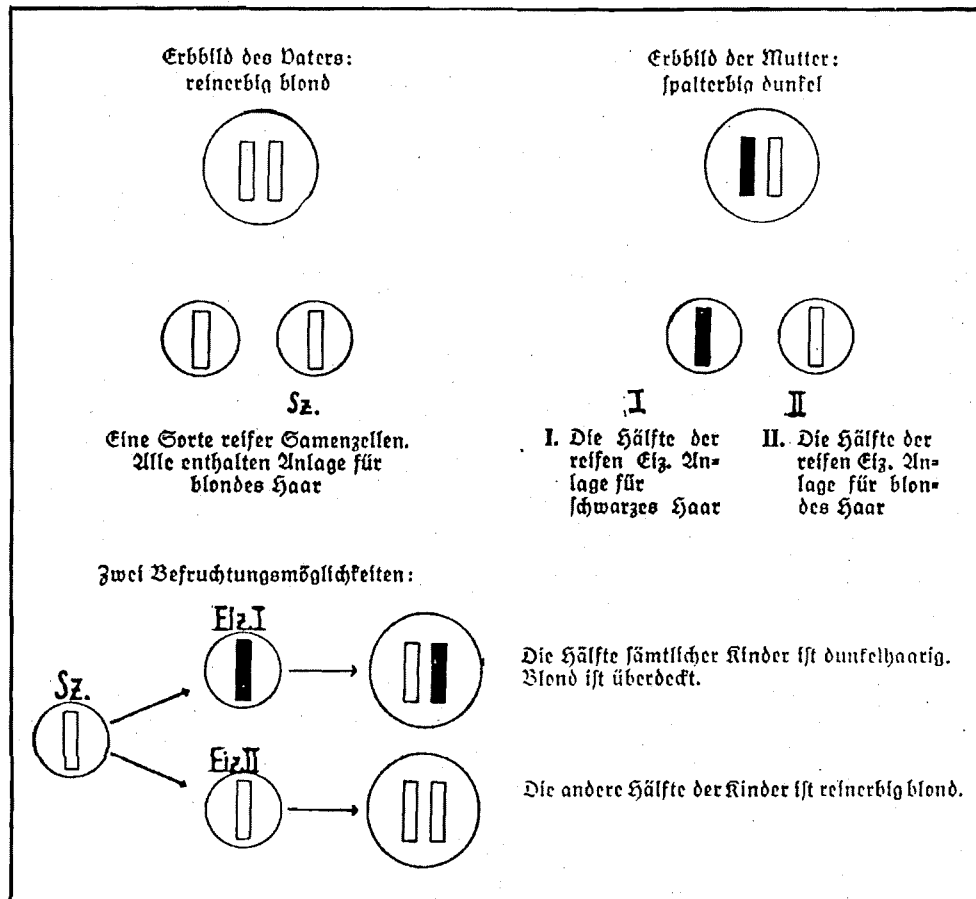 Erbbild des Vaters:
reinerbig blond
Erbbild der Mutter:
spalterbig dunkel
Sz.
Eine Sorte reifer Samenzellen.
Alle enthalten Anlage für
blondes Haar
I
II
I. Die Hälfte der
reifen Eiz. An=
lage für
schwarzes Haar
II. Die Hälfte der
reifen Eiz. An=
lage für blon=
des Haar
Zwei Befruchtungsmöglichkeiten:
Sz.
Eiz.I
Die Hälfte sämtlicher Kinder ist dunkelhaarig.
Blond ist überdeckt.
Eiz.II
Die andere Hälfte der Kinder ist reinerbig blond.